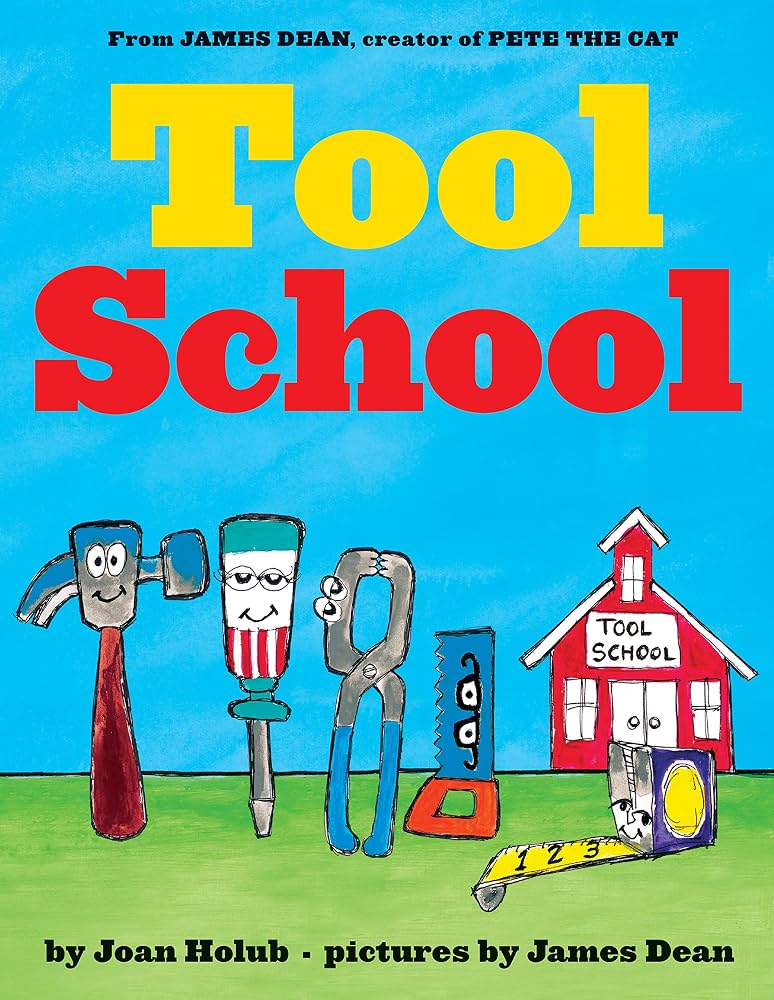 From JAMES DEAN, creator of PETE THE CAT
Tool
School
TOOL
SCHOOL
1 2 3
by Joan Holub · pictures by James Dean